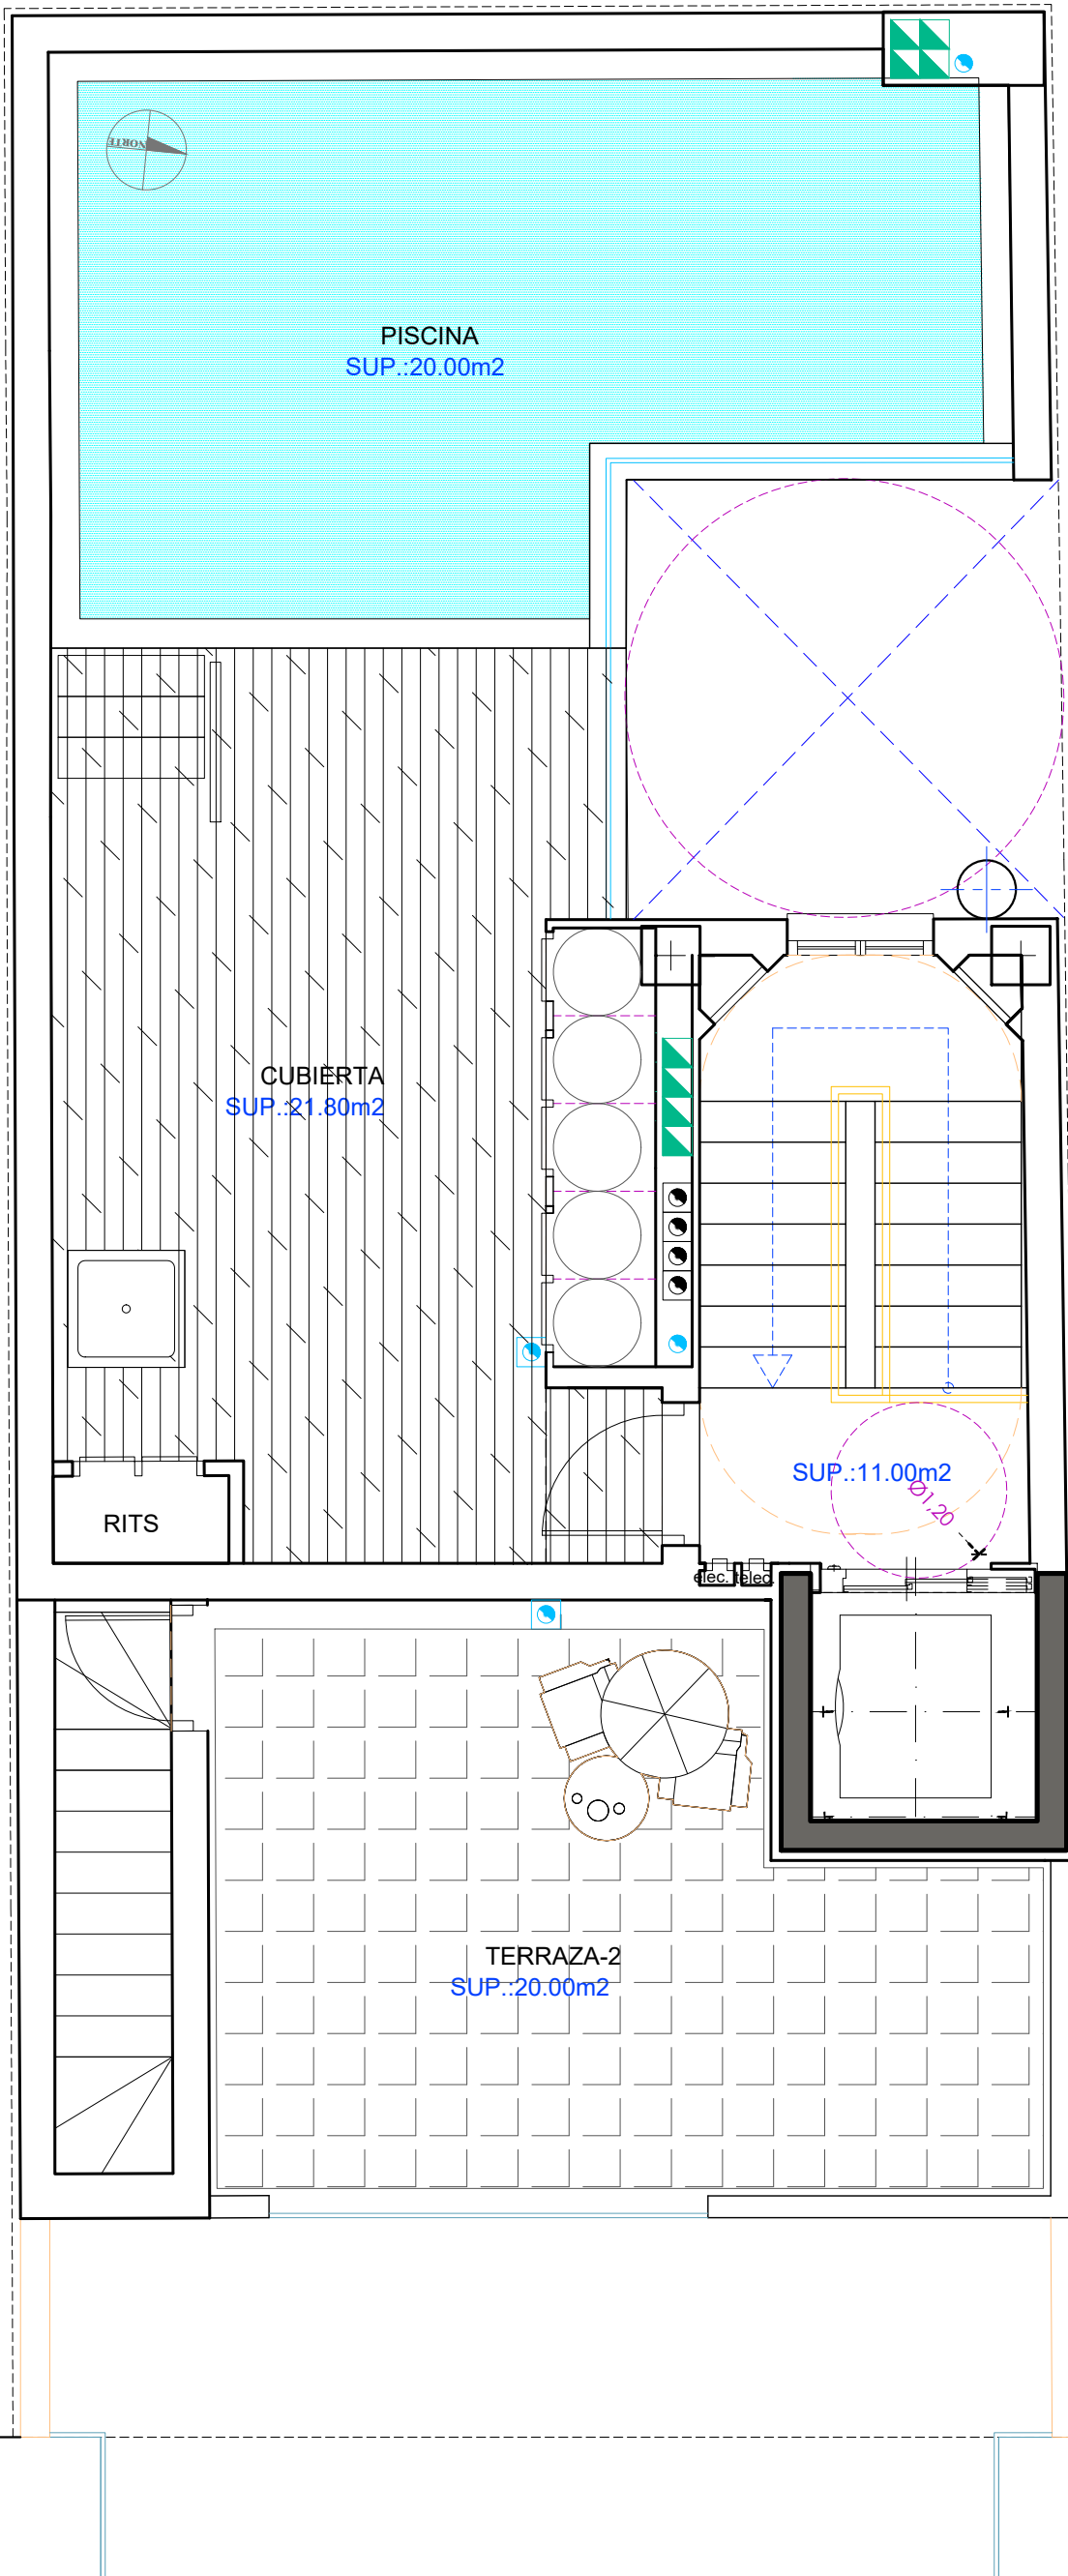 NORTE
PISCINA
SUP.:20.00m2
CUBIERTA
SUP.:21.80m2
SUP.:11.00m2
Ø1,20
RITS
elec. telec.
TERRAZA-2
SUP.:20.00m2